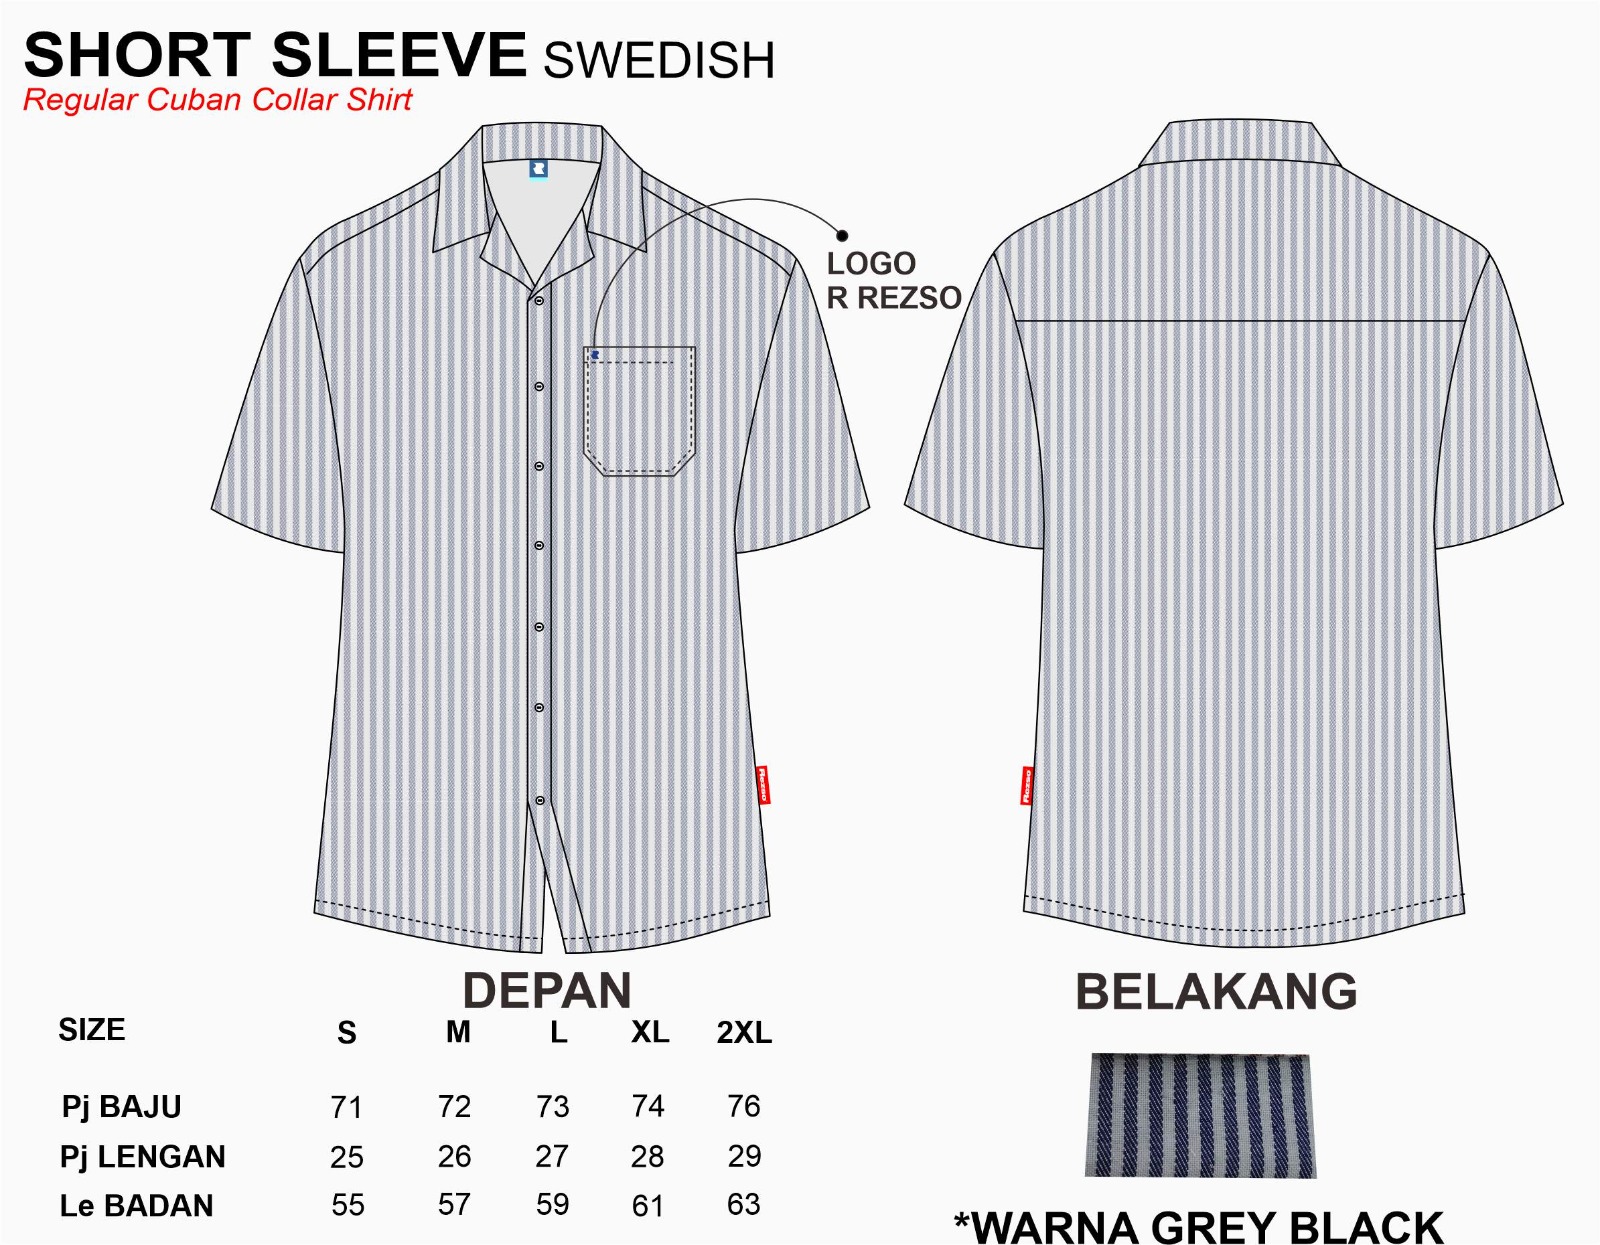 SHORT SLEEVE SWEDISH
Regular Cuban Collar Shirt
LOGO
R REZSO
Rezso
Rezso
DEPAN
BELAKANG
SIZE S M L XL 2XL
Pj BAJU 71 72 73 74 76
Pj LENGAN 25 26 27 28 29
Le BADAN 55 57 59 61 63
*WARNA GREY BLACK